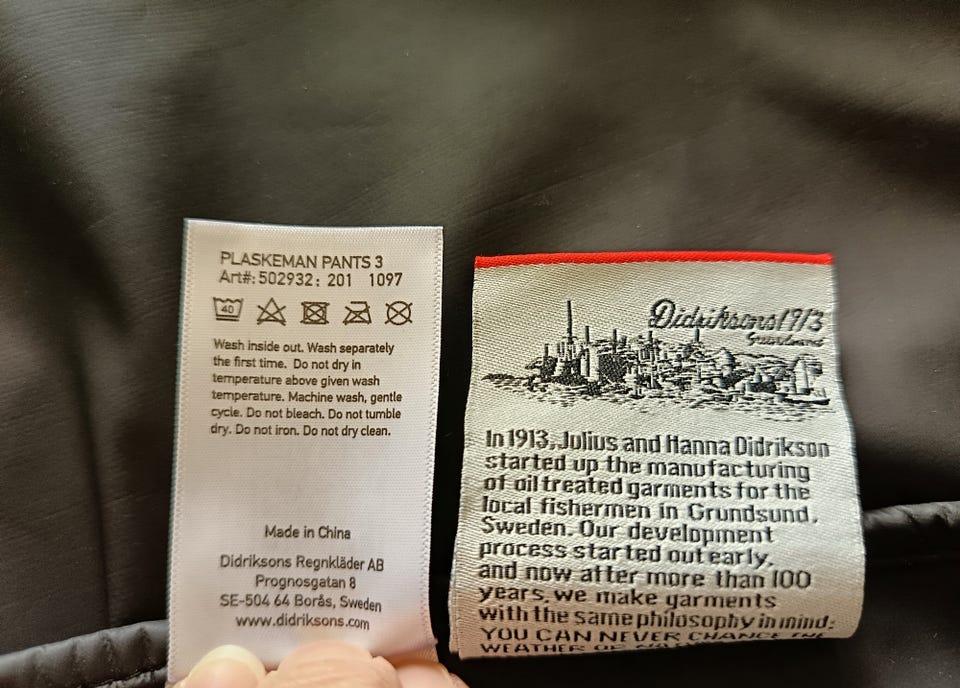 PLASKEMAN PANTS 3
Art#: 502932: 201 1097
40
Wash inside out. Wash separately
the first time. Do not dry in
temperature above given wash
temperature. Machine wash, gentle
cycle. Do not bleach. Do not tumble
dry. Do not iron. Do not dry clean.
Made in China
Didriksons Regnkläder AB
Prognosgatan 8
SE-504 64 Borås, Sweden
www.didriksons.com
Didriksons1913
Grundsund
In 1913, Julius and Hanna Didrikson
started up the manufacturing
of oil treated garments for the
local fishermen in Grundsund,
Sweden. Our development
process started out early,
and now after more than 100
years, we make garments
with the same philosophy in mind:
YOU CAN NEVER CHANGE THE
WEATHER OR